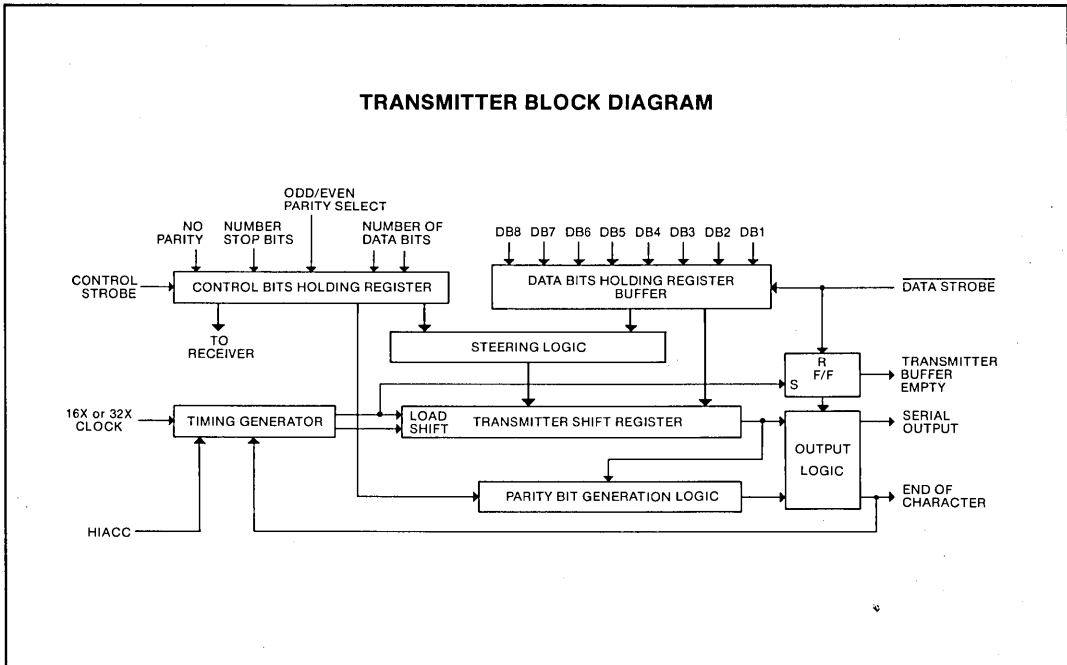 TRANSMITTER BLOCK DIAGRAM
ODD/EVEN
PARITY SELECT
NO
PARITY
NUMBER
STOP BITS
NUMBER OF
DATA BITS
DB8 DB7 DB6 DB5 DB4 DB3 DB2 DB1
CONTROL
STROBE
CONTROL BITS HOLDING REGISTER
DATA BITS HOLDING REGISTER
BUFFER
DATA STROBE
TO
RECEIVER
STEERING LOGIC
R
F/F
S
TRANSMITTER
BUFFER
EMPTY
16X or 32X
CLOCK
TIMING GENERATOR
LOAD
SHIFT
TRANSMITTER SHIFT REGISTER
SERIAL
OUTPUT
OUTPUT
LOGIC
PARITY BIT GENERATION LOGIC
END OF
CHARACTER
HIACC